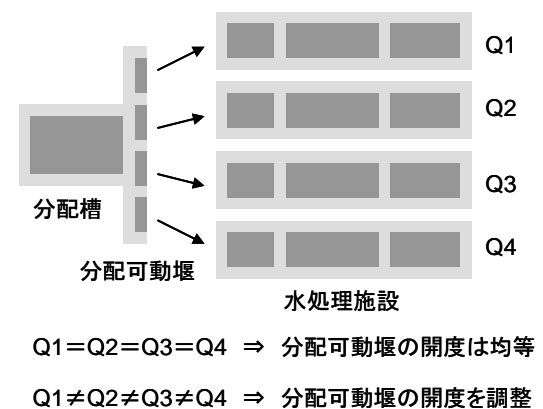 Q1
Q2
Q3
Q4
分配槽
分配可動堰
水処理施設
Q1＝Q2＝Q3＝Q4 ⇒ 分配可動堰の開度は均等
Q1≠Q2≠Q3≠Q4 ⇒ 分配可動堰の開度を調整